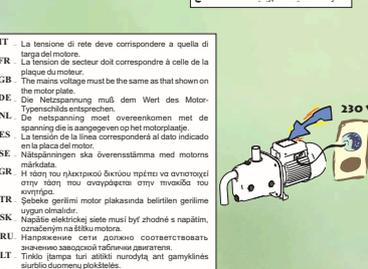 IT - La tensione di rete deve corrispondere a quella di
targa del motore.
FR - La tension de secteur doit correspondre à celle de la
plaque du moteur.
GB - The mains voltage must be the same as that shown on
the motor plate.
DE - Die Netzspannung muß dem Wert des Motor-
Typenschilds entsprechen.
NL - De netspanning moet overeenkomen met de
spanning die is aangegeven op het motorplaatje.
ES - La tensión de la línea corresponderá al dato indicado
en la placa del motor.
SE - Nätspänningen ska överensstämma med motorns
märkdata.
GR - Η τάση του ηλεκτρικού δικτύου πρέπει να αντιστοιχεί
στην τάση που αναγράφεται στην πινακίδα του
κινητήρα.
TR - Şebeke gerilimi motor plakasında belirtilen gerilime
uygun olmalıdır.
SK - Napätie elektrickej siete musí byť zhodné s napätím,
označeným na štítku motora.
RU - Напряжение сети должно соответствовать
значению заводской таблички двигателя.
LT - Tinklo įtampa turi atitikti nurodytą ant gamyklinės
siurblio duomenų plokštelės.
230 V